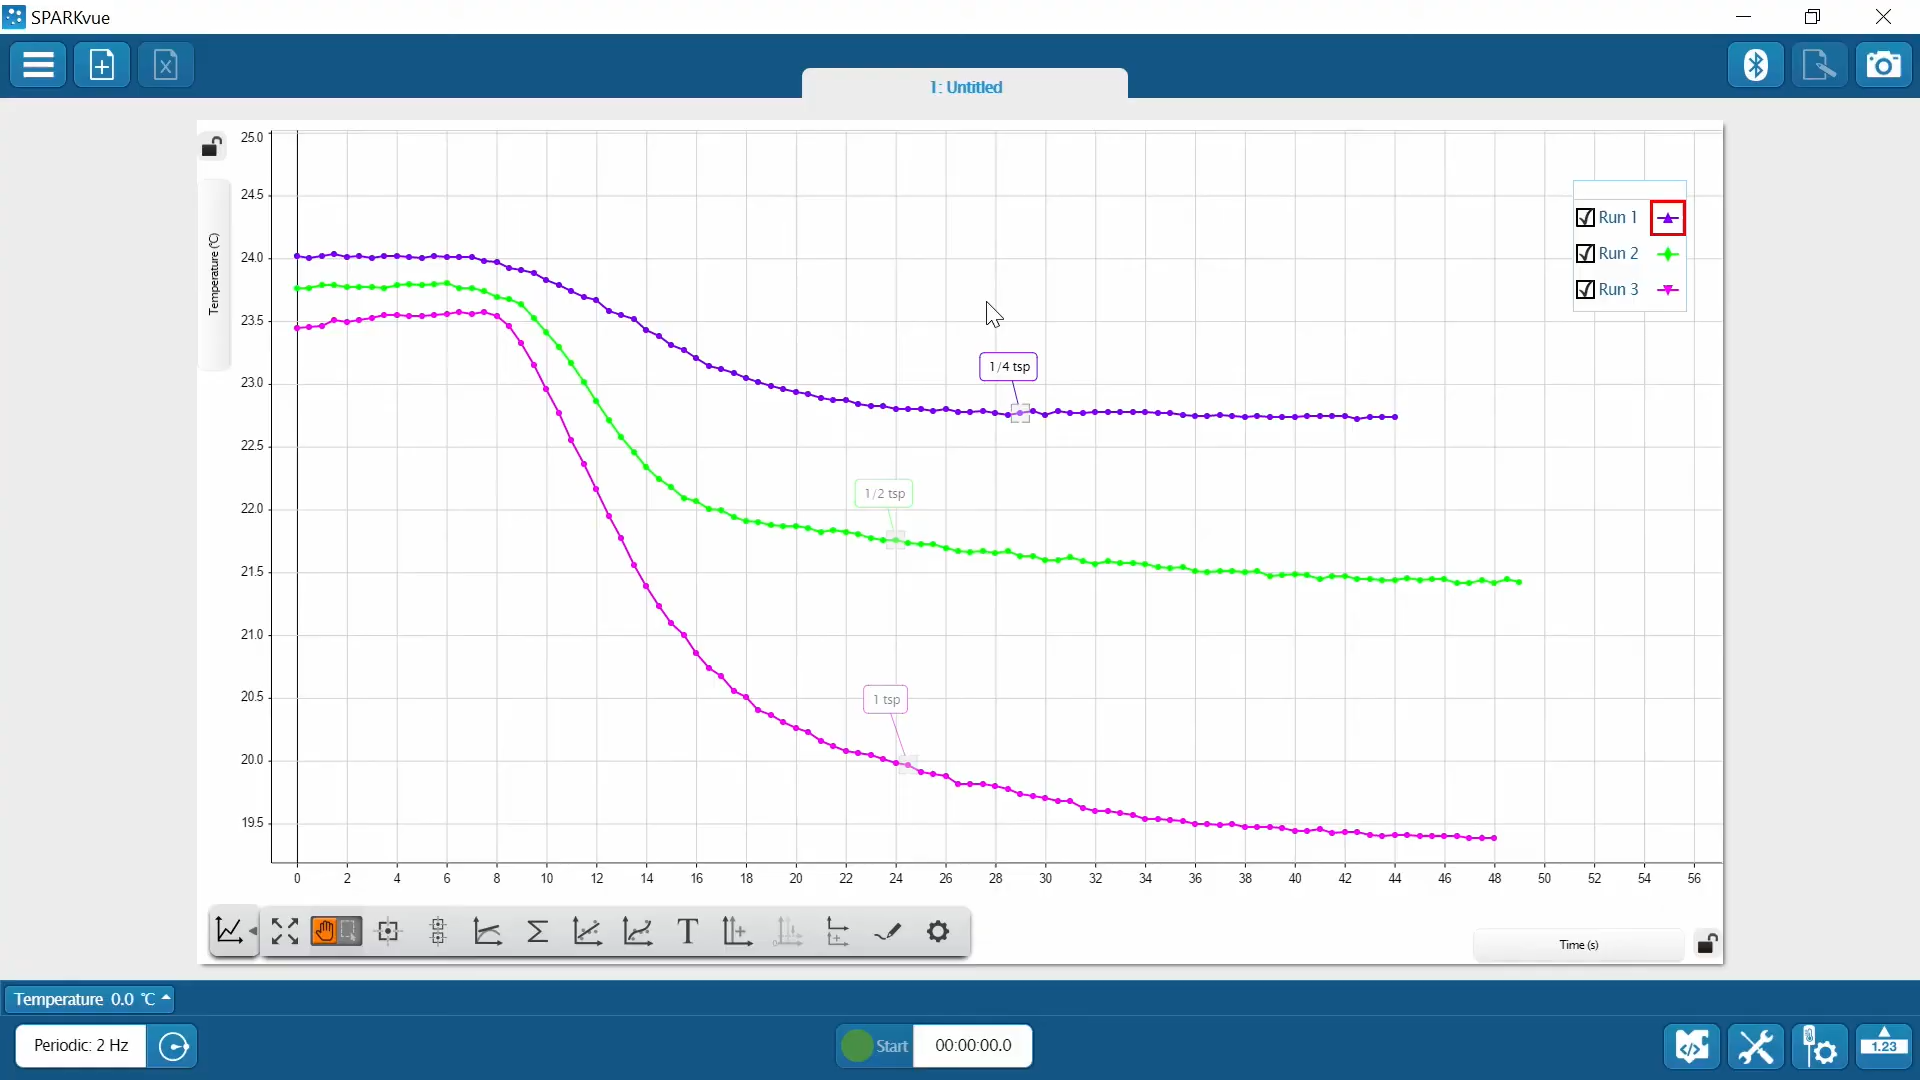 SPARKvue
1: Untitled
25.0
24.5
24.0
23.5
23.0
22.5
22.0
21.5
21.0
20.5
20.0
19.5
Temperature (℃)
Run 1
Run 2
Run 3
1/4 tsp
1/2 tsp
1 tsp
0 2 4 6 8 10 12 14 16 18 20 22 24 26 28 30 32 34 36 38 40 42 44 46 48 50 52 54 56
Time (s)
Temperature 0.0 ℃
Periodic: 2 Hz
Start
00:00:00.0
1.23